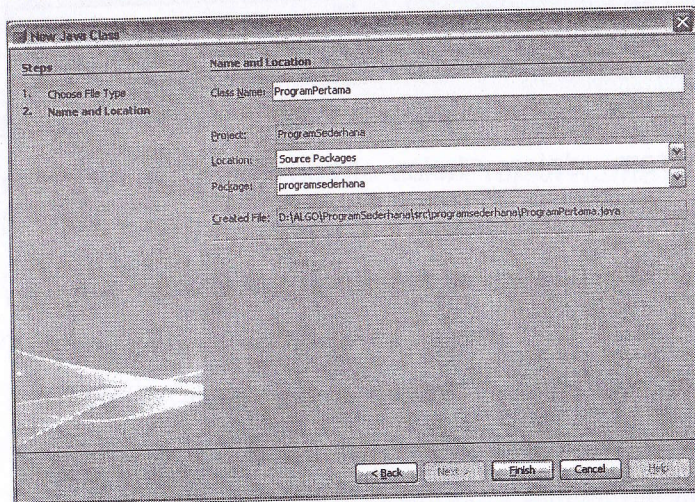 New Java Class
Steps
1. Choose File Type
2. Name and Location
Name and Location
Class Name: ProgramPertama
Project: ProgramSederhana
Location: Source Packages
Package: programsederhana
Created File: D:\ALGO\ProgramSederhana\src\programsederhana\ProgramPertama.java
< Back Next > Finish Cancel Help